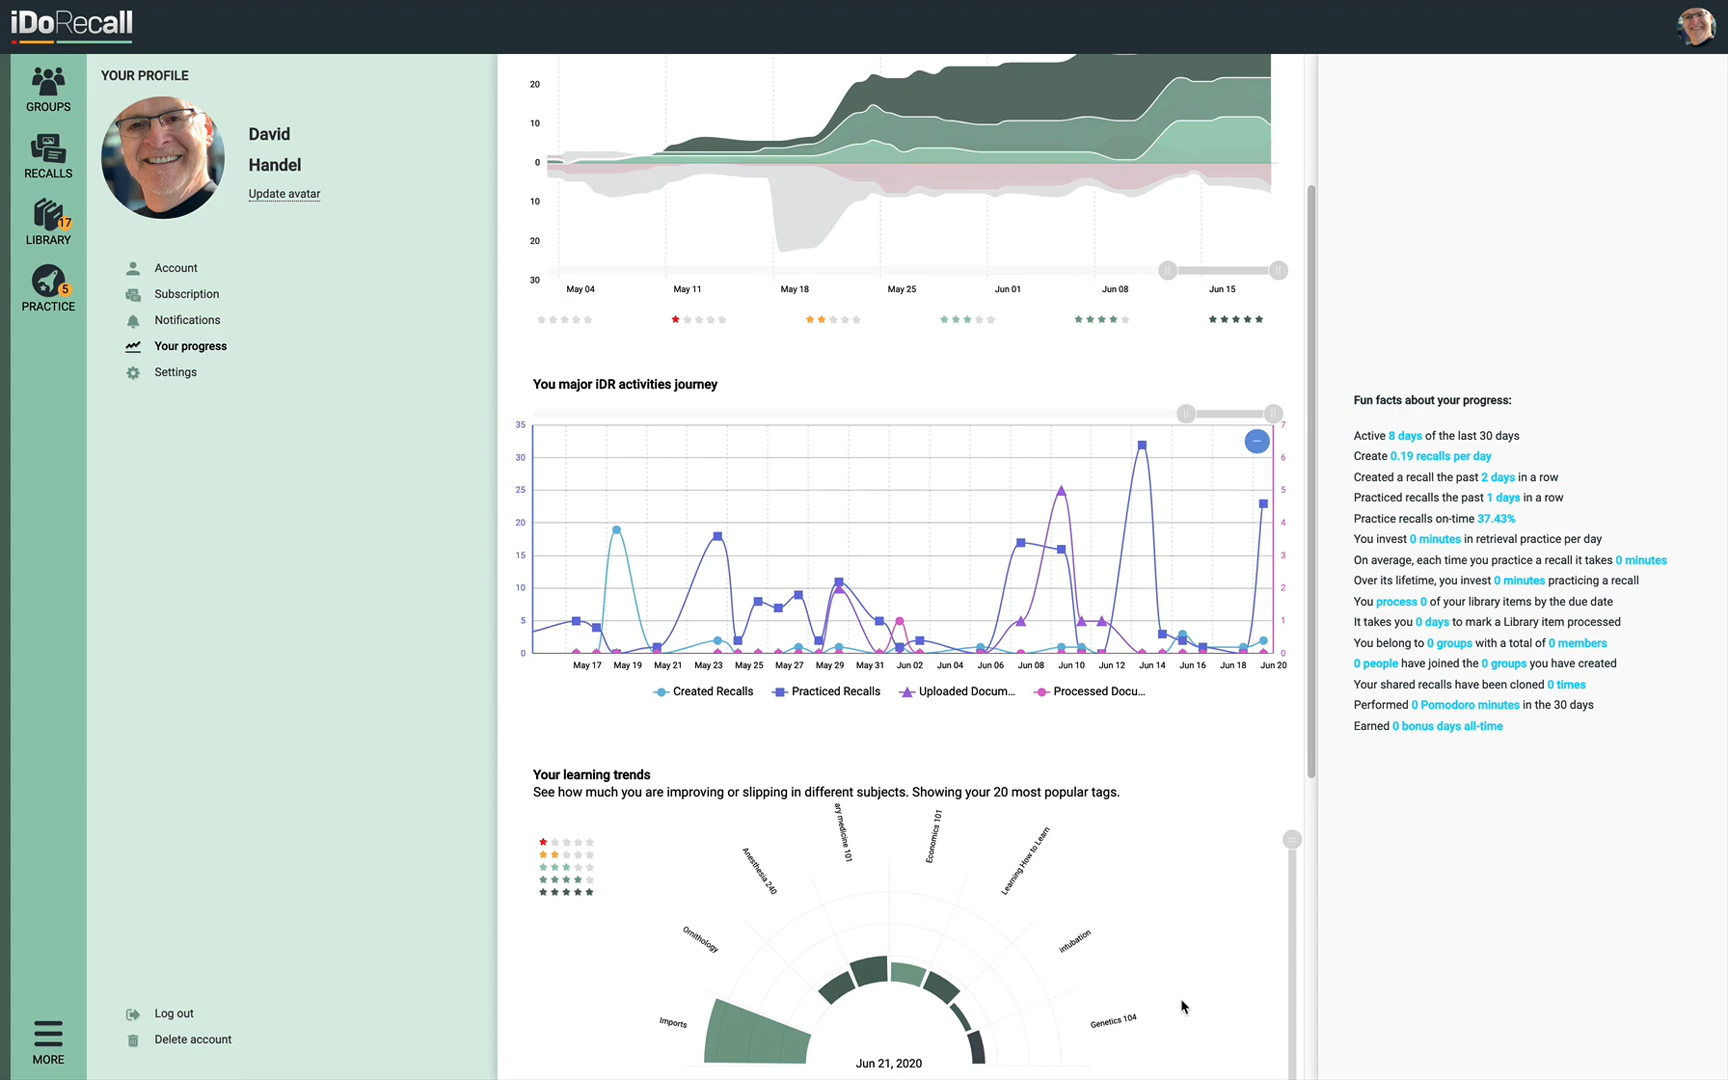 iDoRecall
GROUPS
RECALLS
17
LIBRARY
5
PRACTICE
MORE
YOUR PROFILE
David
Handel
Update avatar
Account
Subscription
Notifications
Your progress
Settings
Log out
Delete account
20
10
0
10
20
30
May 04 May 11 May 18 May 25 Jun 01 Jun 08 Jun 15
You major iDR activities journey
35 7
30 6
25 5
20 4
15 3
10 2
5 1
0 0
May 17 May 19 May 21 May 23 May 25 May 27 May 29 May 31 Jun 02 Jun 04 Jun 06 Jun 08 Jun 10 Jun 12 Jun 14 Jun 16 Jun 18 Jun 20
Created Recalls Practiced Recalls Uploaded Docum... Processed Docu...
Your learning trends
See how much you are improving or slipping in different subjects. Showing your 20 most popular tags.
Imports
Ornithology
Anesthesia 240
ary medicine 101
Economics 101
Learning How to Learn
intubation
Genetics 104
Jun 21, 2020
Fun facts about your progress:
Active 8 days of the last 30 days
Create 0.19 recalls per day
Created a recall the past 2 days in a row
Practiced recalls the past 1 days in a row
Practice recalls on-time 37.43%
You invest 0 minutes in retrieval practice per day
On average, each time you practice a recall it takes 0 minutes
Over its lifetime, you invest 0 minutes practicing a recall
You process 0 of your library items by the due date
It takes you 0 days to mark a Library item processed
You belong to 0 groups with a total of 0 members
0 people have joined the 0 groups you have created
Your shared recalls have been cloned 0 times
Performed 0 Pomodoro minutes in the 30 days
Earned 0 bonus days all-time